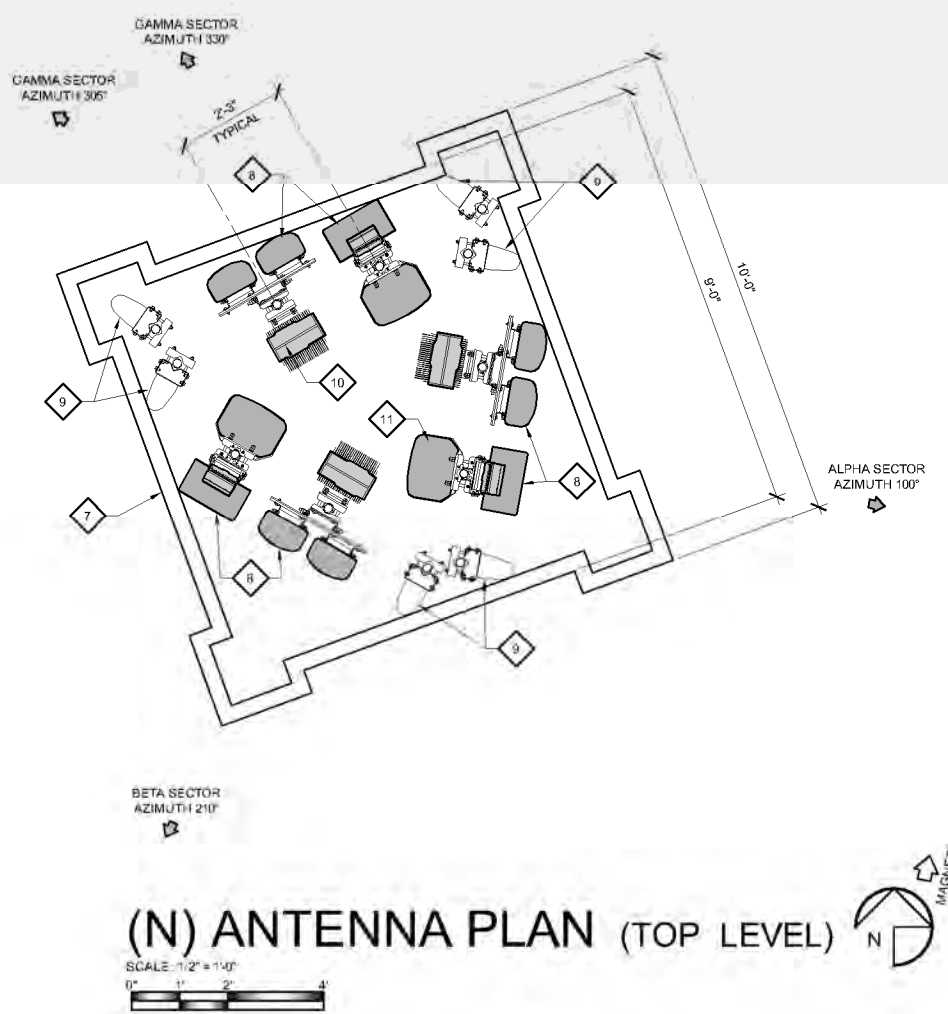 GAMMA SECTOR
AZIMUTH 330°
GAMMA SECTOR
AZIMUTH 305°
2'-3"
TYPICAL
8
9
10'-0"
9'-0"
10
9
11
ALPHA SECTOR
AZIMUTH 100°
8
7
8
9
BETA SECTOR
AZIMUTH 210°
(N) ANTENNA PLAN (TOP LEVEL)
N
SCALE: 1/2" = 1'-0"
0" 1' 2' 4'